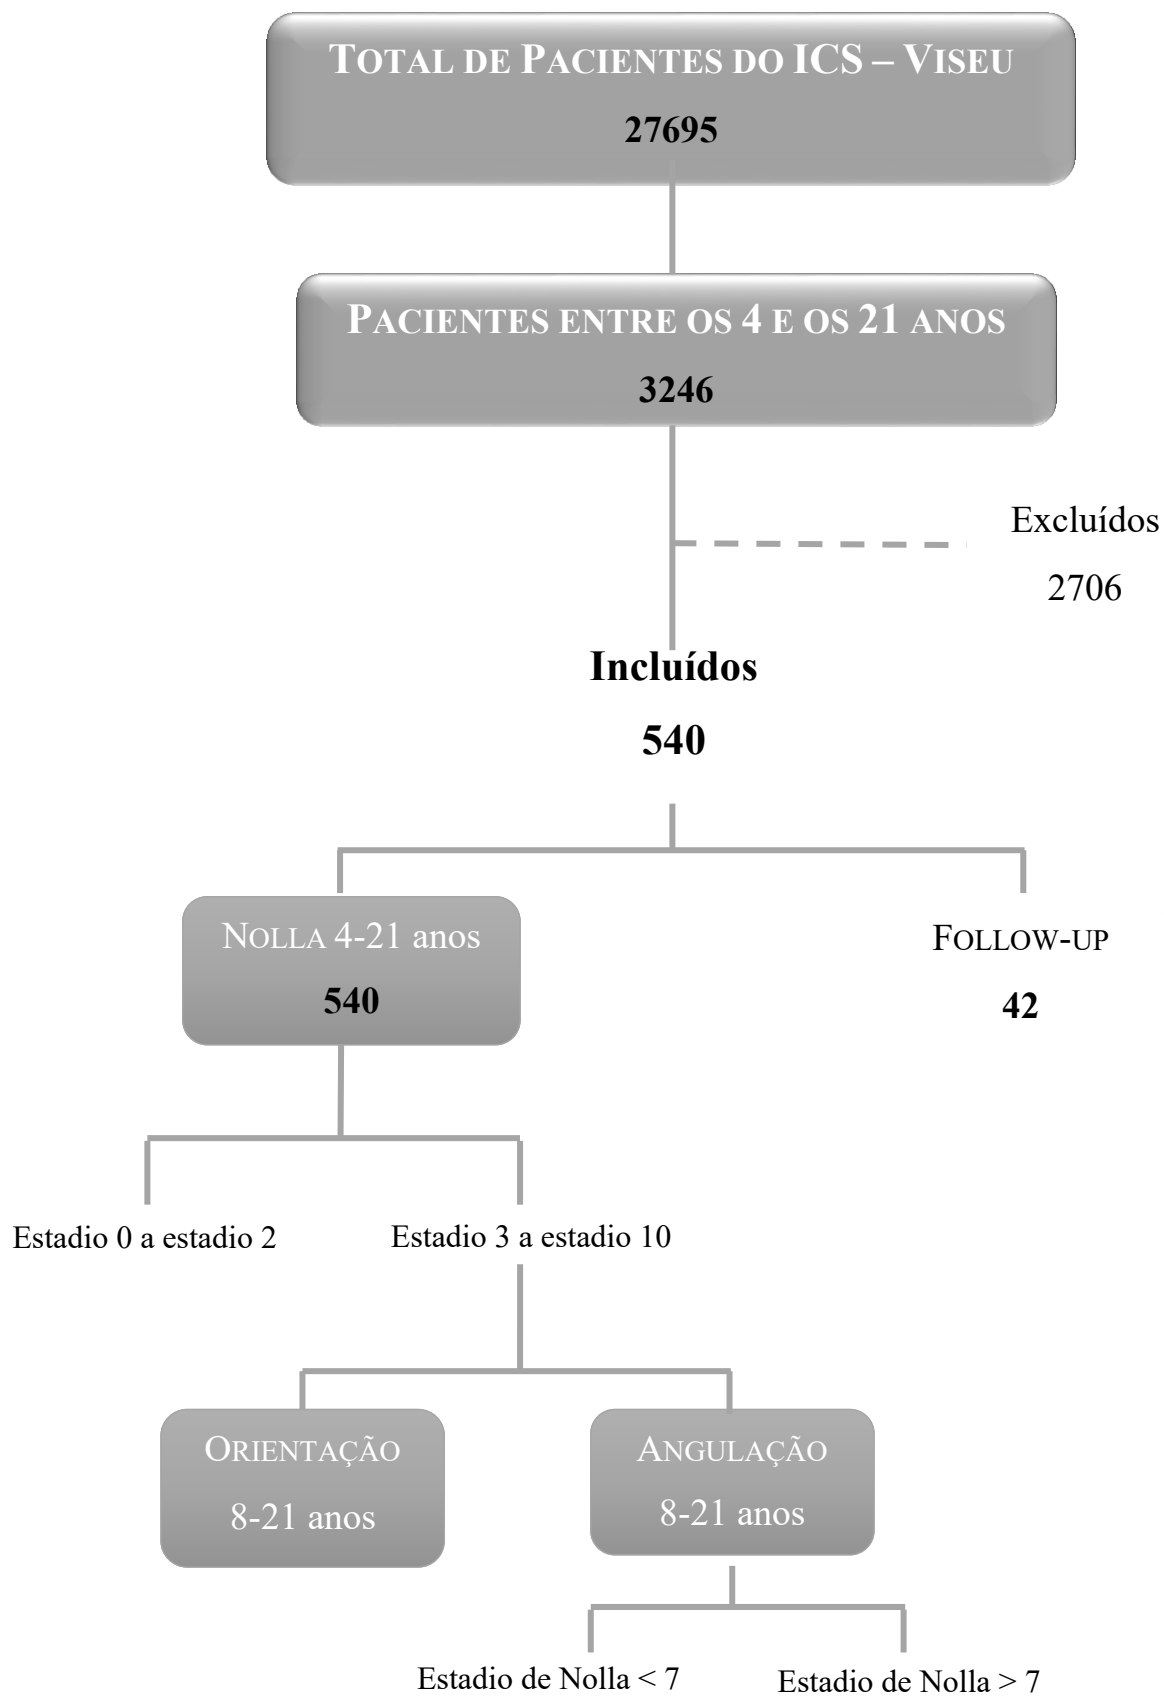 TOTAL DE PACIENTES DO ICS – VISEU
27695
PACIENTES ENTRE OS 4 E OS 21 ANOS
3246
Excluídos
2706
Incluídos
540
NOLLA 4-21 anos
540
FOLLOW-UP
42
Estadio 0 a estadio 2
Estadio 3 a estadio 10
ORIENTAÇÃO
8-21 anos
ANGULAÇÃO
8-21 anos
Estadio de Nolla < 7
Estadio de Nolla > 7